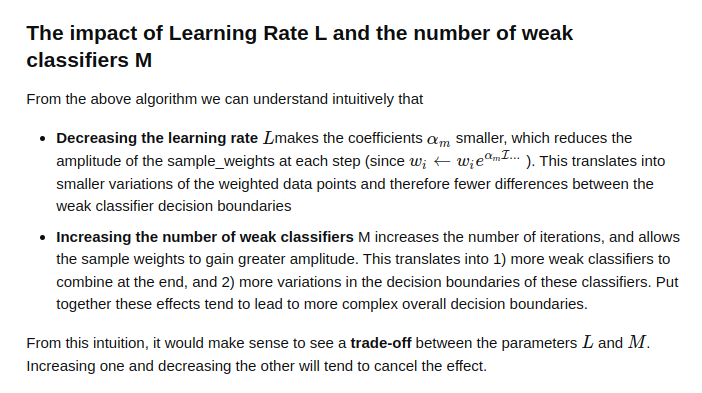 The impact of Learning Rate L and the number of weak
classifiers M
From the above algorithm we can understand intuitively that
• Decreasing the learning rate L makes the coefficients αₘ smaller, which reduces the
amplitude of the sample_weights at each step (since wᵢ ← wᵢe^{αₘℐ...} ). This translates into
smaller variations of the weighted data points and therefore fewer differences between the
weak classifier decision boundaries
• Increasing the number of weak classifiers M increases the number of iterations, and allows
the sample weights to gain greater amplitude. This translates into 1) more weak classifiers to
combine at the end, and 2) more variations in the decision boundaries of these classifiers. Put
together these effects tend to lead to more complex overall decision boundaries.
From this intuition, it would make sense to see a trade-off between the parameters L and M.
Increasing one and decreasing the other will tend to cancel the effect.